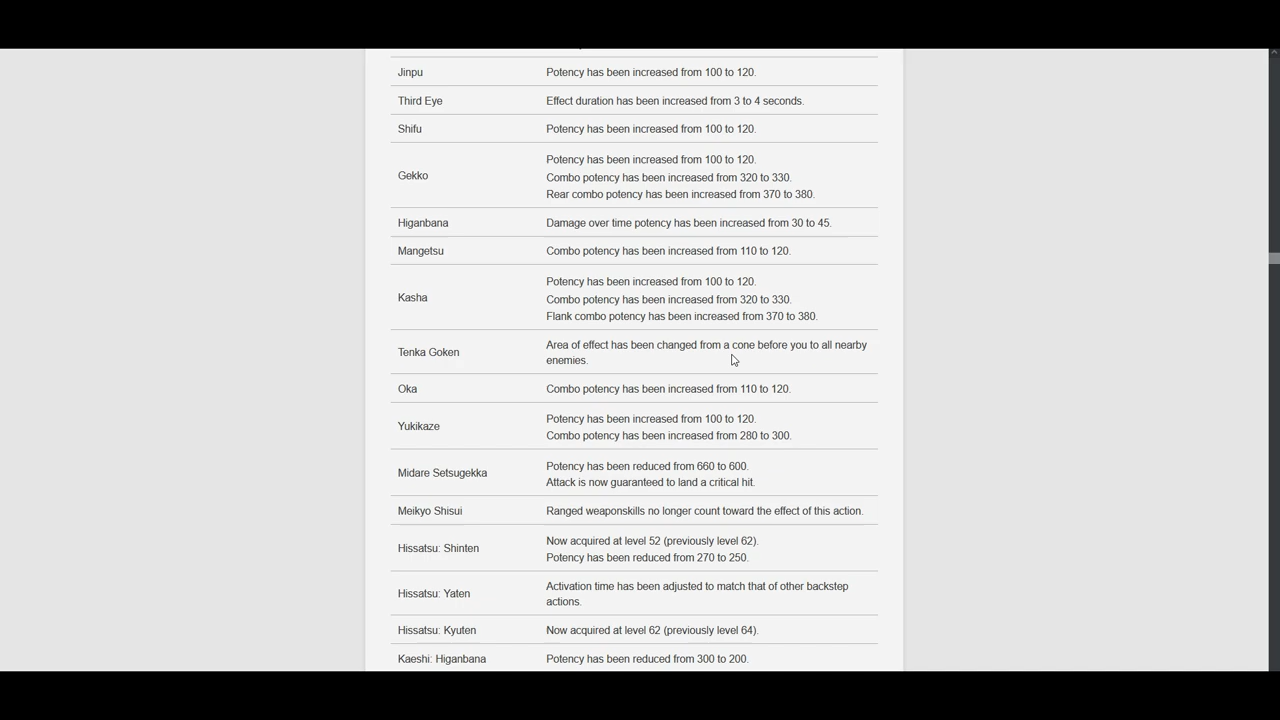 Jinpu
Potency has been increased from 100 to 120.
Third Eye
Effect duration has been increased from 3 to 4 seconds.
Shifu
Potency has been increased from 100 to 120.
Gekko
Potency has been increased from 100 to 120.
Combo potency has been increased from 320 to 330.
Rear combo potency has been increased from 370 to 380.
Higanbana
Damage over time potency has been increased from 30 to 45.
Mangetsu
Combo potency has been increased from 110 to 120.
Kasha
Potency has been increased from 100 to 120.
Combo potency has been increased from 320 to 330.
Flank combo potency has been increased from 370 to 380.
Tenka Goken
Area of effect has been changed from a cone before you to all nearby
enemies.
Oka
Combo potency has been increased from 110 to 120.
Yukikaze
Potency has been increased from 100 to 120.
Combo potency has been increased from 280 to 300.
Midare Setsugekka
Potency has been reduced from 660 to 600.
Attack is now guaranteed to land a critical hit.
Meikyo Shisui
Ranged weaponskills no longer count toward the effect of this action.
Hissatsu: Shinten
Now acquired at level 52 (previously level 62).
Potency has been reduced from 270 to 250.
Hissatsu: Yaten
Activation time has been adjusted to match that of other backstep
actions.
Hissatsu: Kyuten
Now acquired at level 62 (previously level 64).
Kaeshi: Higanbana
Potency has been reduced from 300 to 200.